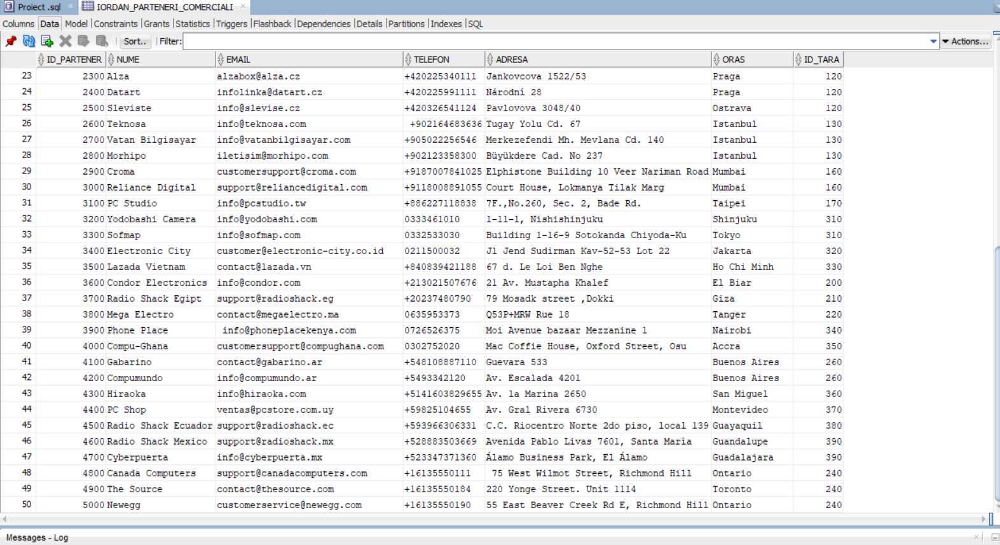 Proiect .sql IORDAN_PARTENERI_COMERCIALI
Columns Data Model Constraints Grants Statistics Triggers Flashback Dependencies Details Partitions Indexes SQL
Sort.. Filter: Actions...
ID_PARTENER NUME EMAIL TELEFON ADRESA ORAS ID_TARA
23 2300 Alza alzabox@alza.cz +420225340111 Jankovcova 1522/53 Praga 120
24 2400 Datart infolinka@datart.cz +420225991111 Národní 28 Praga 120
25 2500 Sleviste info@slevise.cz +420326541124 Pavlovova 3048/40 Ostrava 120
26 2600 Teknosa info@teknosa.com +902164683636 Tugay Yolu Cd. 67 Istanbul 130
27 2700 Vatan Bilgisayar info@vatanbilgisayar.com +905022256546 Merkezefendi Mh. Mevlana Cd. 140 Istanbul 130
28 2800 Morhipo iletisim@morhipo.com +902123358300 Büyükdere Cad. No 237 Istanbul 130
29 2900 Croma customersupport@croma.com +9187007841025 Elphistone Building 10 Veer Nariman Road Mumbai 160
30 3000 Reliance Digital support@reliancedigital.com +9118008891055 Court House, Lokmanya Tilak Marg Mumbai 160
31 3100 PC Studio info@pcstudio.tw +886227118838 7F.,No.260, Sec. 2, Bade Rd. Taipei 170
32 3200 Yodobashi Camera info@yodobashi.com 0333461010 1-11-1, Nishishinjuku Shinjuku 310
33 3300 Sofmap info@sofmap.com 0332533030 Building 1-16-9 Sotokanda Chiyoda-Ku Tokyo 310
34 3400 Electronic City customer@electronic-city.co.id 0211500032 Jl Jend Sudirman Kav-52-53 Lot 22 Jakarta 320
35 3500 Lazada Vietnam contact@lazada.vn +840839421188 67 d. Le Loi Ben Nghe Ho Chi Minh 330
36 3600 Condor Electronics info@condor.com +213021507676 21 Av. Mustapha Khalef El Biar 200
37 3700 Radio Shack Egipt support@radioshack.eg +20237480790 79 Mosadk street ,Dokki Giza 210
38 3800 Mega Electro contact@megaelectro.ma 0635953373 Q53P+MRW Rue 18 Tanger 220
39 3900 Phone Place info@phoneplacekenya.com 0726526375 Moi Avenue bazaar Mezzanine 1 Nairobi 340
40 4000 Compu-Ghana customersupport@compughana.com 0302752020 Mac Coffie House, Oxford Street, Osu Accra 350
41 4100 Gabarino contact@gabarino.ar +548108887110 Guevara 533 Buenos Aires 260
42 4200 Compumundo info@compumundo.ar +5493342120 Av. Escalada 4201 Buenos Aires 260
43 4300 Hiraoka info@hiraoka.com +5141603829655 Av. la Marina 2650 San Miguel 360
44 4400 PC Shop ventas@pcstore.com.uy +59825104655 Av. Gral Rivera 6730 Montevideo 370
45 4500 Radio Shack Ecuador support@radioshack.ec +593966306331 C.C. Riocentro Norte 2do piso, local 139 Guayaquil 380
46 4600 Radio Shack Mexico support@radioshack.mx +528883503669 Avenida Pablo Livas 7601, Santa María Guandalupe 390
47 4700 Cyberpuerta info@cyberpuerta.mx +523347371360 Álamo Business Park, El Álamo Guadalajara 390
48 4800 Canada Computers support@canadacomputers.com +16135550111 75 West Wilmot Street, Richmond Hill Ontario 240
49 4900 The Source contact@thesource.com +16135550184 220 Yonge Street. Unit 1114 Toronto 240
50 5000 Newegg customerservice@newegg.com +16135550190 55 East Beaver Creek Rd E, Richmond Hill Ontario 240
Messages - Log